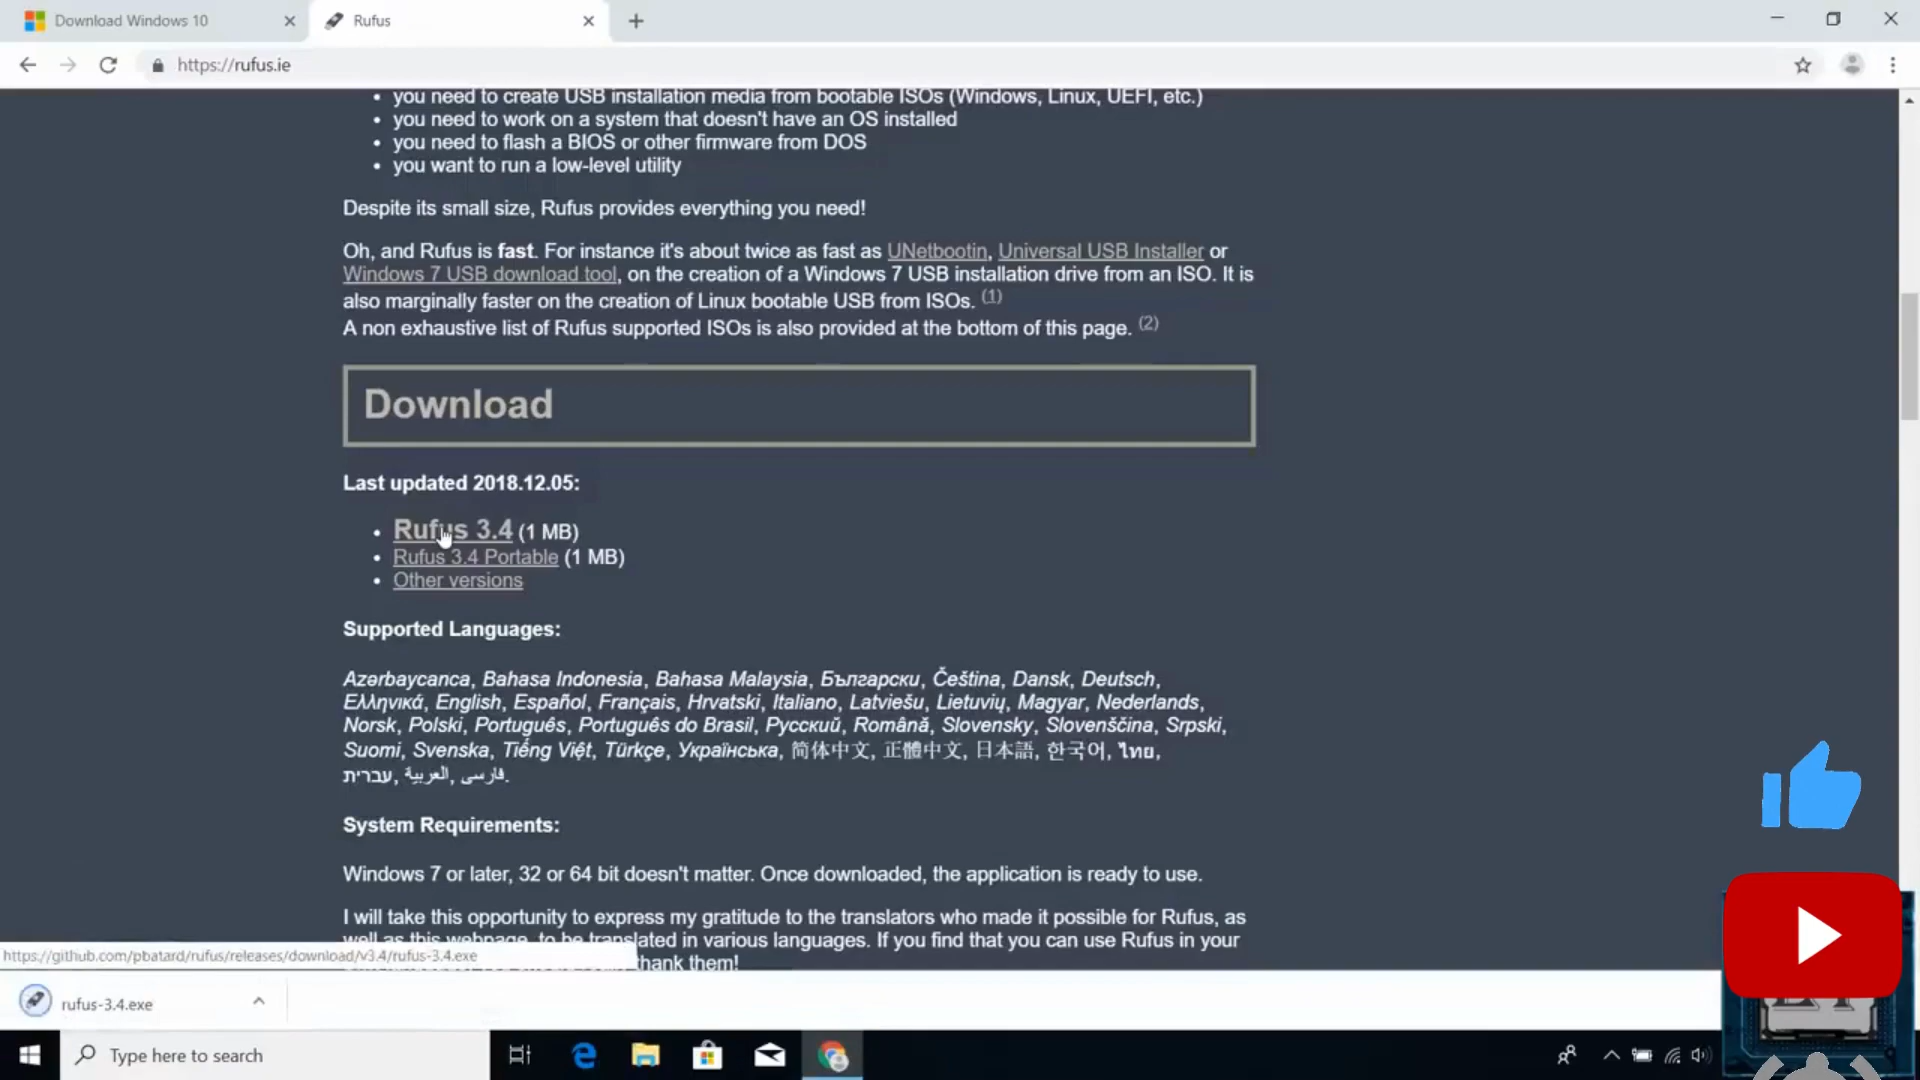 Download Windows 10
Rufus
https://rufus.ie
• you need to create USB installation media from bootable ISOs (Windows, Linux, UEFI, etc.)
• you need to work on a system that doesn't have an OS installed
• you need to flash a BIOS or other firmware from DOS
• you want to run a low-level utility
Despite its small size, Rufus provides everything you need!
Oh, and Rufus is fast. For instance it's about twice as fast as UNetbootin, Universal USB Installer or
Windows 7 USB download tool, on the creation of a Windows 7 USB installation drive from an ISO. It is
also marginally faster on the creation of Linux bootable USB from ISOs. (1)
A non exhaustive list of Rufus supported ISOs is also provided at the bottom of this page. (2)
Download
Last updated 2018.12.05:
• Rufus 3.4 (1 MB)
• Rufus 3.4 Portable (1 MB)
• Other versions
Supported Languages:
Azərbaycanca, Bahasa Indonesia, Bahasa Malaysia, Български, Čeština, Dansk, Deutsch,
Ελληνικά, English, Español, Français, Hrvatski, Italiano, Latviešu, Lietuvių, Magyar, Nederlands,
Norsk, Polski, Português, Português do Brasil, Русский, Română, Slovensky, Slovenščina, Srpski,
Suomi, Svenska, Tiếng Việt, Türkçe, Українська, 简体中文, 正體中文, 日本語, 한국어, ไทย,
עברית, العربية, فارسی.
System Requirements:
Windows 7 or later, 32 or 64 bit doesn't matter. Once downloaded, the application is ready to use.
I will take this opportunity to express my gratitude to the translators who made it possible for Rufus, as
well as this webpage, to be translated in various languages. If you find that you can use Rufus in your
thank them!
https://github.com/pbatard/rufus/releases/download/v3.4/rufus-3.4.exe
rufus-3.4.exe
Type here to search